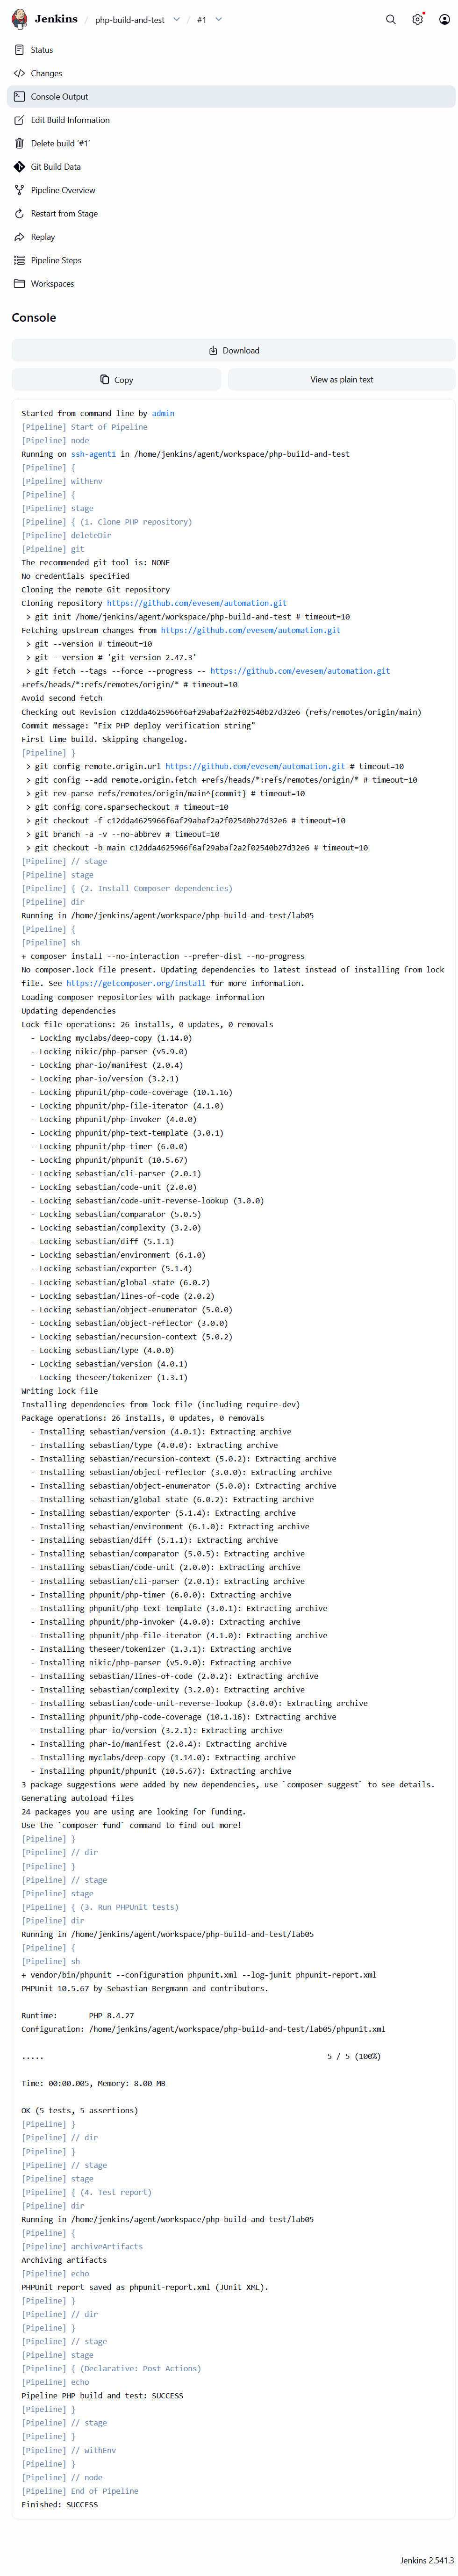 Jenkins / php-build-and-test / #1
Status
Changes
Console Output
Edit Build Information
Delete build '#1'
Git Build Data
Pipeline Overview
Restart from Stage
Replay
Pipeline Steps
Workspaces
Console
Download
Copy
View as plain text
Started from command line by admin
[Pipeline] Start of Pipeline
[Pipeline] node
Running on ssh-agent1 in /home/jenkins/agent/workspace/php-build-and-test
[Pipeline] {
[Pipeline] withEnv
[Pipeline] {
[Pipeline] stage
[Pipeline] { (1. Clone PHP repository)
[Pipeline] deleteDir
[Pipeline] git
The recommended git tool is: NONE
No credentials specified
Cloning the remote Git repository
Cloning repository https://github.com/evesem/automation.git
 > git init /home/jenkins/agent/workspace/php-build-and-test # timeout=10
Fetching upstream changes from https://github.com/evesem/automation.git
 > git --version # timeout=10
 > git --version # 'git version 2.47.3'
 > git fetch --tags --force --progress -- https://github.com/evesem/automation.git
+refs/heads/*:refs/remotes/origin/* # timeout=10
Avoid second fetch
Checking out Revision c12dda4625966f6af29abaf2a2f02540b27d32e6 (refs/remotes/origin/main)
Commit message: "Fix PHP deploy verification string"
First time build. Skipping changelog.
[Pipeline] }
 > git config remote.origin.url https://github.com/evesem/automation.git # timeout=10
 > git config --add remote.origin.fetch +refs/heads/*:refs/remotes/origin/* # timeout=10
 > git rev-parse refs/remotes/origin/main^{commit} # timeout=10
 > git config core.sparsecheckout # timeout=10
 > git checkout -f c12dda4625966f6af29abaf2a2f02540b27d32e6 # timeout=10
 > git branch -a -v --no-abbrev # timeout=10
 > git checkout -b main c12dda4625966f6af29abaf2a2f02540b27d32e6 # timeout=10
[Pipeline] // stage
[Pipeline] stage
[Pipeline] { (2. Install Composer dependencies)
[Pipeline] dir
Running in /home/jenkins/agent/workspace/php-build-and-test/lab05
[Pipeline] {
[Pipeline] sh
+ composer install --no-interaction --prefer-dist --no-progress
No composer.lock file present. Updating dependencies to latest instead of installing from lock
file. See https://getcomposer.org/install for more information.
Loading composer repositories with package information
Updating dependencies
Lock file operations: 26 installs, 0 updates, 0 removals
  - Locking myclabs/deep-copy (1.14.0)
  - Locking nikic/php-parser (v5.9.0)
  - Locking phar-io/manifest (2.0.4)
  - Locking phar-io/version (3.2.1)
  - Locking phpunit/php-code-coverage (10.1.16)
  - Locking phpunit/php-file-iterator (4.1.0)
  - Locking phpunit/php-invoker (4.0.0)
  - Locking phpunit/php-text-template (3.0.1)
  - Locking phpunit/php-timer (6.0.0)
  - Locking phpunit/phpunit (10.5.67)
  - Locking sebastian/cli-parser (2.0.1)
  - Locking sebastian/code-unit (2.0.0)
  - Locking sebastian/code-unit-reverse-lookup (3.0.0)
  - Locking sebastian/comparator (5.0.5)
  - Locking sebastian/complexity (3.2.0)
  - Locking sebastian/diff (5.1.1)
  - Locking sebastian/environment (6.1.0)
  - Locking sebastian/exporter (5.1.4)
  - Locking sebastian/global-state (6.0.2)
  - Locking sebastian/lines-of-code (2.0.2)
  - Locking sebastian/object-enumerator (5.0.0)
  - Locking sebastian/object-reflector (3.0.0)
  - Locking sebastian/recursion-context (5.0.2)
  - Locking sebastian/type (4.0.0)
  - Locking sebastian/version (4.0.1)
  - Locking theseer/tokenizer (1.3.1)
Writing lock file
Installing dependencies from lock file (including require-dev)
Package operations: 26 installs, 0 updates, 0 removals
  - Installing sebastian/version (4.0.1): Extracting archive
  - Installing sebastian/type (4.0.0): Extracting archive
  - Installing sebastian/recursion-context (5.0.2): Extracting archive
  - Installing sebastian/object-reflector (3.0.0): Extracting archive
  - Installing sebastian/object-enumerator (5.0.0): Extracting archive
  - Installing sebastian/global-state (6.0.2): Extracting archive
  - Installing sebastian/exporter (5.1.4): Extracting archive
  - Installing sebastian/environment (6.1.0): Extracting archive
  - Installing sebastian/diff (5.1.1): Extracting archive
  - Installing sebastian/comparator (5.0.5): Extracting archive
  - Installing sebastian/code-unit (2.0.0): Extracting archive
  - Installing sebastian/cli-parser (2.0.1): Extracting archive
  - Installing phpunit/php-timer (6.0.0): Extracting archive
  - Installing phpunit/php-text-template (3.0.1): Extracting archive
  - Installing phpunit/php-invoker (4.0.0): Extracting archive
  - Installing phpunit/php-file-iterator (4.1.0): Extracting archive
  - Installing theseer/tokenizer (1.3.1): Extracting archive
  - Installing nikic/php-parser (v5.9.0): Extracting archive
  - Installing sebastian/lines-of-code (2.0.2): Extracting archive
  - Installing sebastian/complexity (3.2.0): Extracting archive
  - Installing sebastian/code-unit-reverse-lookup (3.0.0): Extracting archive
  - Installing phpunit/php-code-coverage (10.1.16): Extracting archive
  - Installing phar-io/version (3.2.1): Extracting archive
  - Installing phar-io/manifest (2.0.4): Extracting archive
  - Installing myclabs/deep-copy (1.14.0): Extracting archive
  - Installing phpunit/phpunit (10.5.67): Extracting archive
3 package suggestions were added by new dependencies, use `composer suggest` to see details.
Generating autoload files
24 packages you are using are looking for funding.
Use the `composer fund` command to find out more!
[Pipeline] }
[Pipeline] // dir
[Pipeline] }
[Pipeline] // stage
[Pipeline] stage
[Pipeline] { (3. Run PHPUnit tests)
[Pipeline] dir
Running in /home/jenkins/agent/workspace/php-build-and-test/lab05
[Pipeline] {
[Pipeline] sh
+ vendor/bin/phpunit --configuration phpunit.xml --log-junit phpunit-report.xml
PHPUnit 10.5.67 by Sebastian Bergmann and contributors.
Runtime:       PHP 8.4.27
Configuration: /home/jenkins/agent/workspace/php-build-and-test/lab05/phpunit.xml
.....                                                               5 / 5 (100%)
Time: 00:00.005, Memory: 8.00 MB
OK (5 tests, 5 assertions)
[Pipeline] }
[Pipeline] // dir
[Pipeline] }
[Pipeline] // stage
[Pipeline] stage
[Pipeline] { (4. Test report)
[Pipeline] dir
Running in /home/jenkins/agent/workspace/php-build-and-test/lab05
[Pipeline] {
[Pipeline] archiveArtifacts
Archiving artifacts
[Pipeline] echo
PHPUnit report saved as phpunit-report.xml (JUnit XML).
[Pipeline] }
[Pipeline] // dir
[Pipeline] }
[Pipeline] // stage
[Pipeline] stage
[Pipeline] { (Declarative: Post Actions)
[Pipeline] echo
Pipeline PHP build and test: SUCCESS
[Pipeline] }
[Pipeline] // stage
[Pipeline] }
[Pipeline] // withEnv
[Pipeline] }
[Pipeline] // node
[Pipeline] End of Pipeline
Finished: SUCCESS
Jenkins 2.541.3